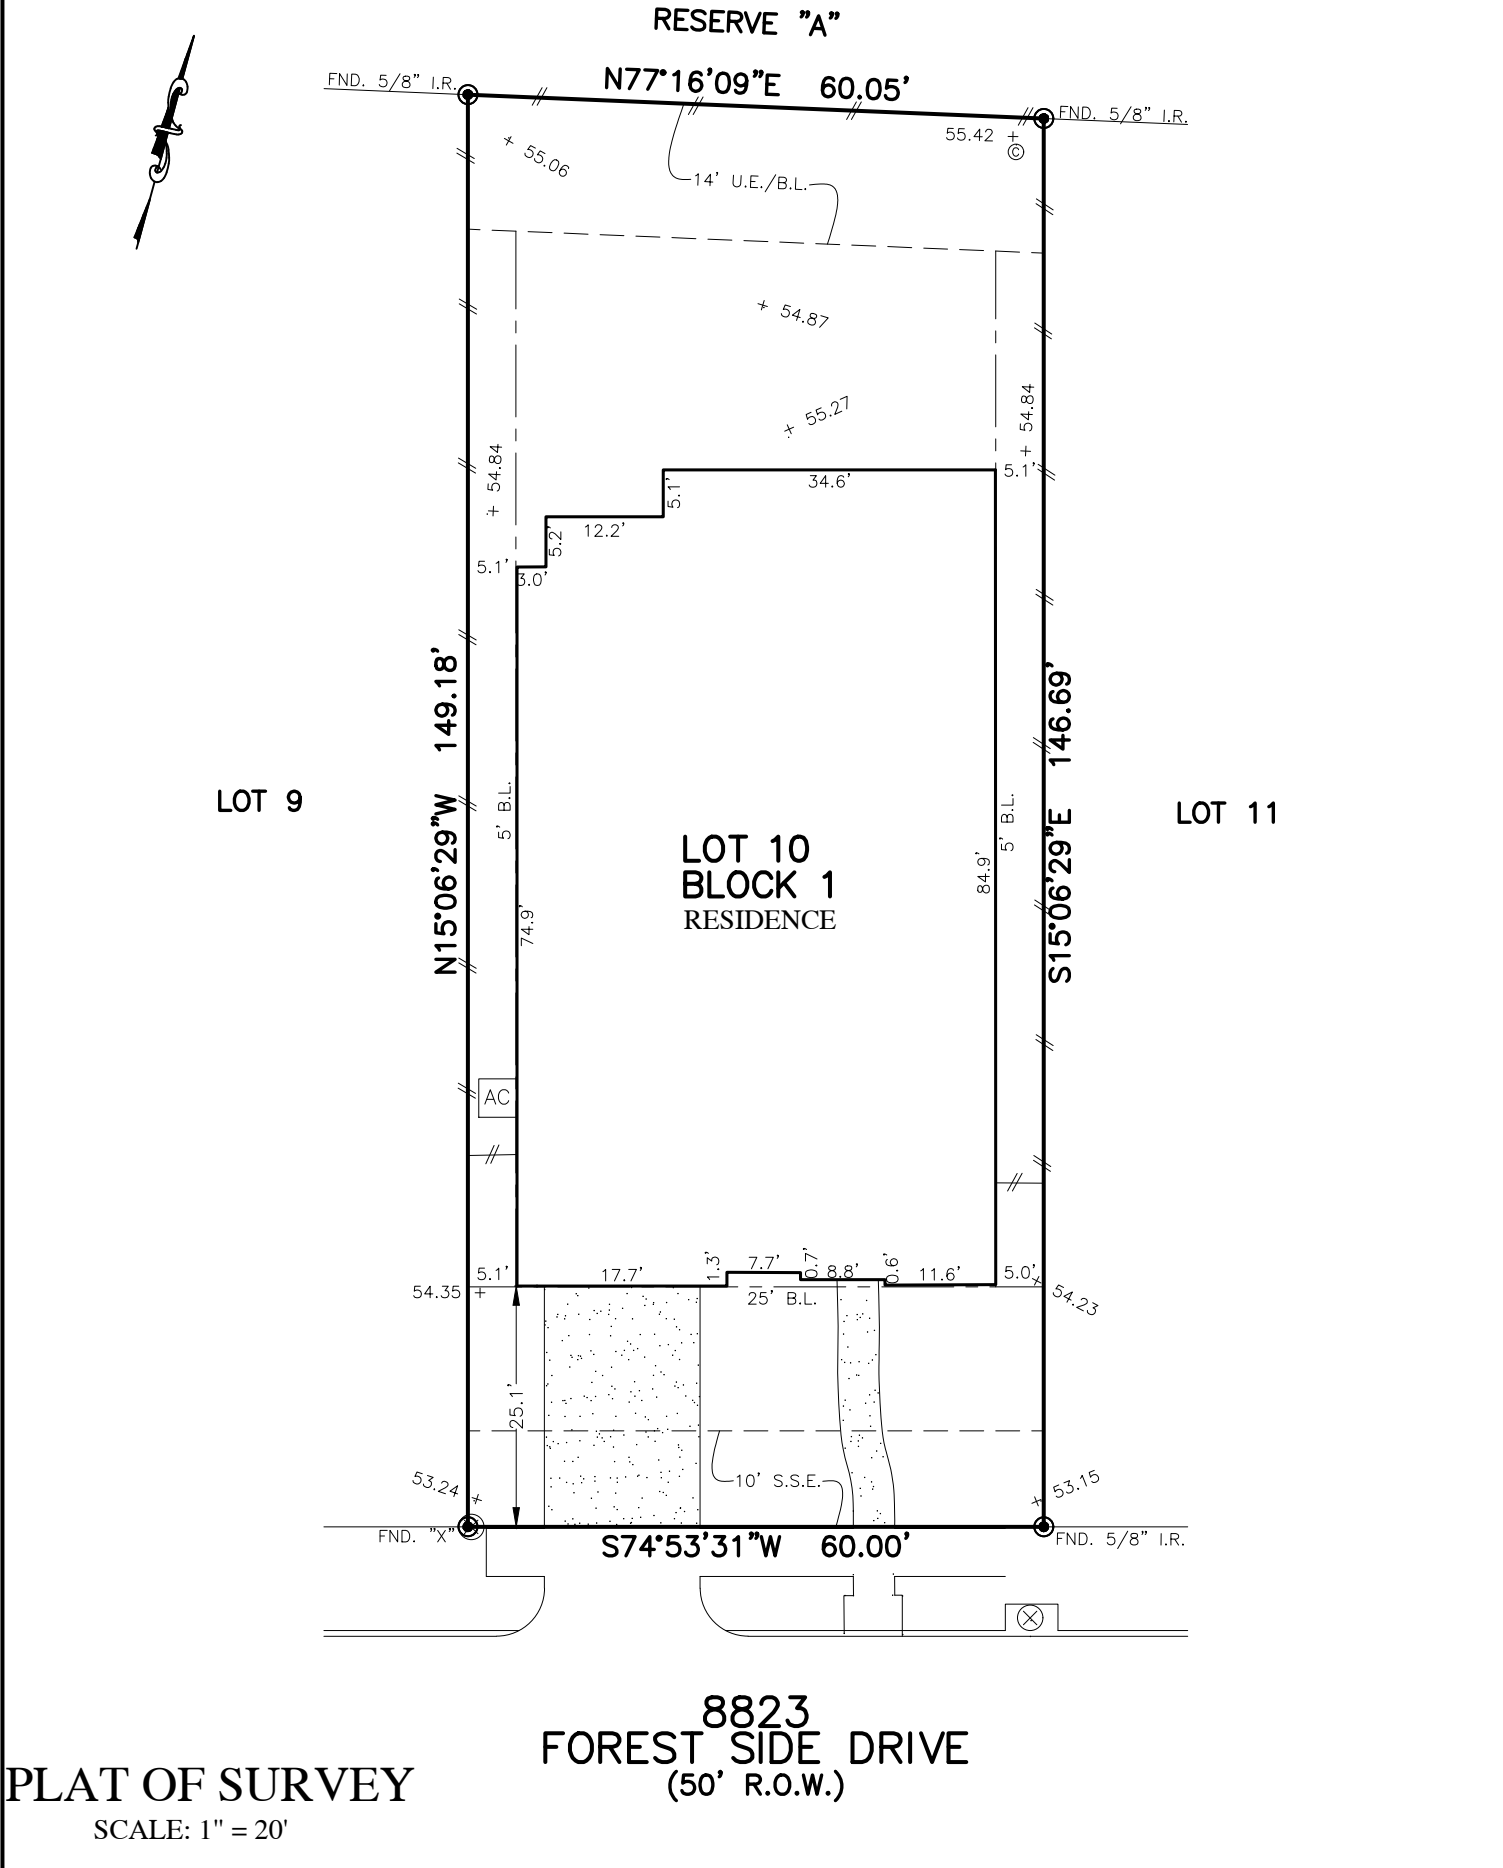 RESERVE "A"
N77°16'09"E 60.05'
FND. 5/8" I.R.
FND. 5/8" I.R.
55.42
©
55.06
14' U.E./B.L.
54.87
55.27
54.84
54.84
5.1'
34.6'
5.1'
12.2'
5.2'
5.1'
3.0'
N15°06'29"W 149.18'
S15°06'29"E 146.69'
LOT 9
LOT 11
5' B.L.
5' B.L.
LOT 10
BLOCK 1
RESIDENCE
74.9'
84.9'
AC
5.1'
17.7'
1.3'
7.7'
0.7'
8.8'
0.6'
11.6'
5.0'
54.35
25' B.L.
54.23
25.1'
53.24
10' S.S.E.
53.15
FND. "X"
S74°53'31"W 60.00'
FND. 5/8" I.R.
8823
FOREST SIDE DRIVE
(50' R.O.W.)
PLAT OF SURVEY
SCALE: 1" = 20'